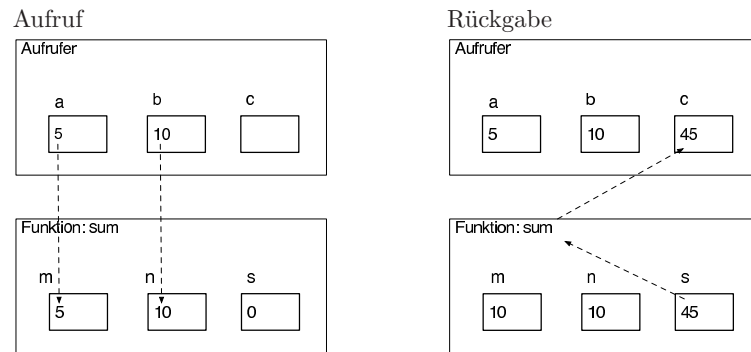 Aufruf
Aufrufer
a b c
5 10
Funktion: sum
m n s
5 10 0
Rückgabe
Aufrufer
a b c
5 10 45
Funktion: sum
m n s
10 10 45